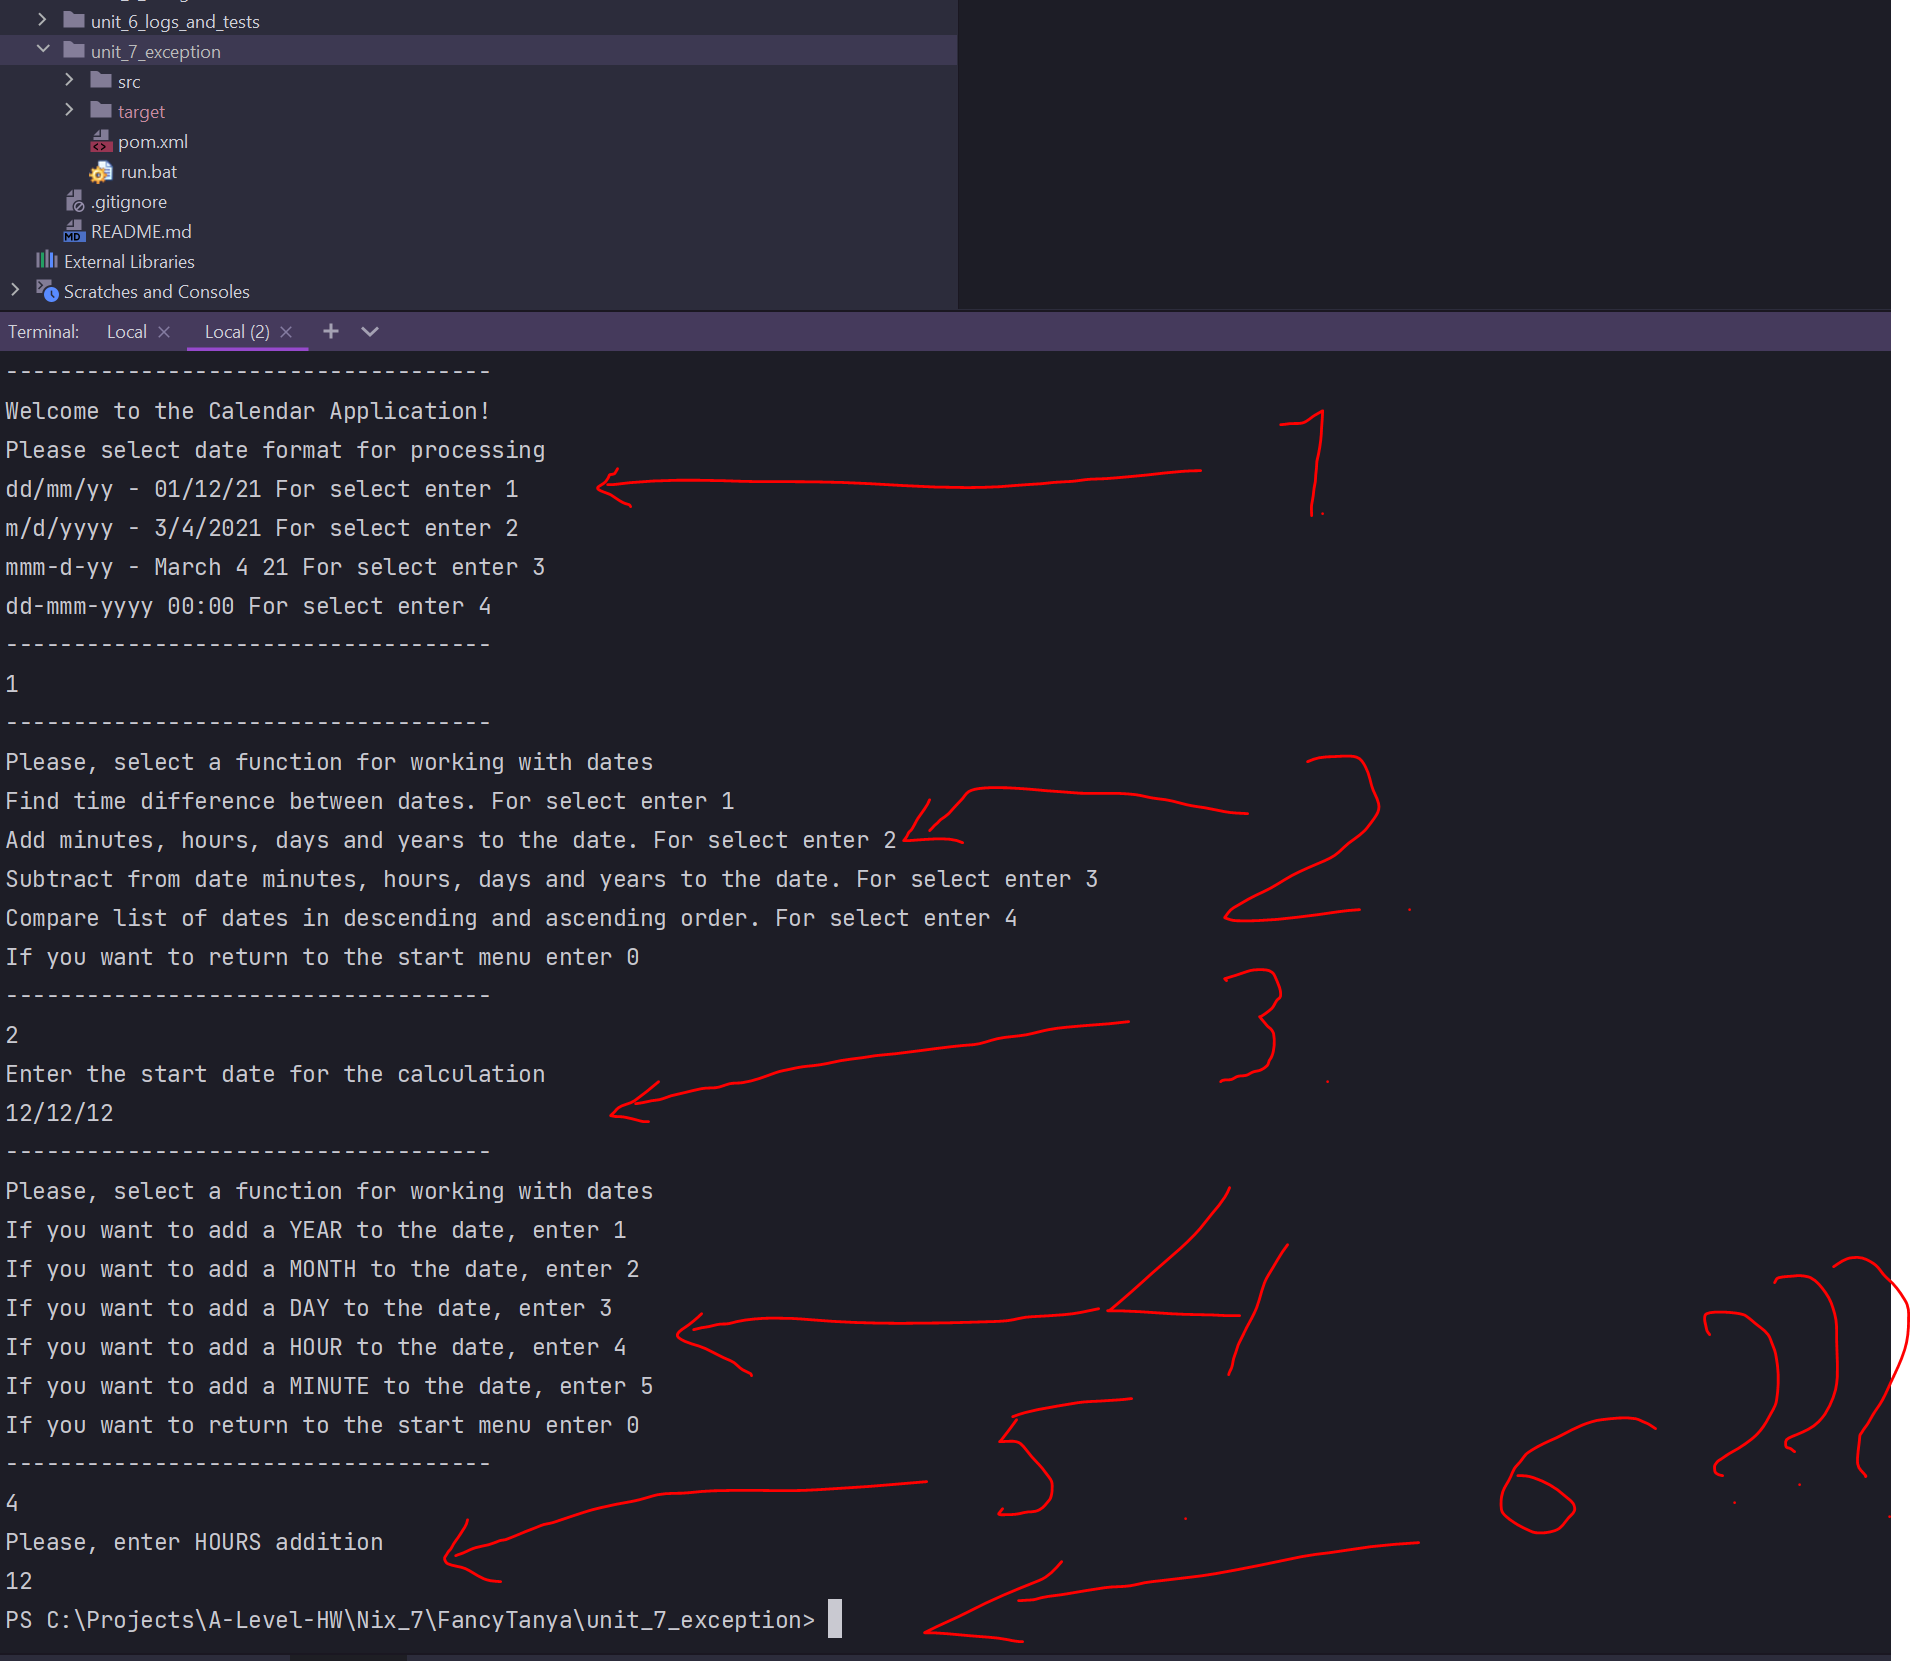 unit_6_logs_and_tests
unit_7_exception
src
target
pom.xml
run.bat
.gitignore
README.md
External Libraries
Scratches and Consoles
Terminal: Local Local (2)
------------------------------------
Welcome to the Calendar Application!
Please select date format for processing
dd/mm/yy - 01/12/21 For select enter 1
m/d/yyyy - 3/4/2021 For select enter 2
mmm-d-yy - March 4 21 For select enter 3
dd-mmm-yyyy 00:00 For select enter 4
------------------------------------
1
------------------------------------
Please, select a function for working with dates
Find time difference between dates. For select enter 1
Add minutes, hours, days and years to the date. For select enter 2
Subtract from date minutes, hours, days and years to the date. For select enter 3
Compare list of dates in descending and ascending order. For select enter 4
If you want to return to the start menu enter 0
------------------------------------
2
Enter the start date for the calculation
12/12/12
------------------------------------
Please, select a function for working with dates
If you want to add a YEAR to the date, enter 1
If you want to add a MONTH to the date, enter 2
If you want to add a DAY to the date, enter 3
If you want to add a HOUR to the date, enter 4
If you want to add a MINUTE to the date, enter 5
If you want to return to the start menu enter 0
------------------------------------
4
Please, enter HOURS addition
12
PS C:\Projects\A-Level-HW\Nix_7\FancyTanya\unit_7_exception>
1.
2.
3.
4
5.
6 ???